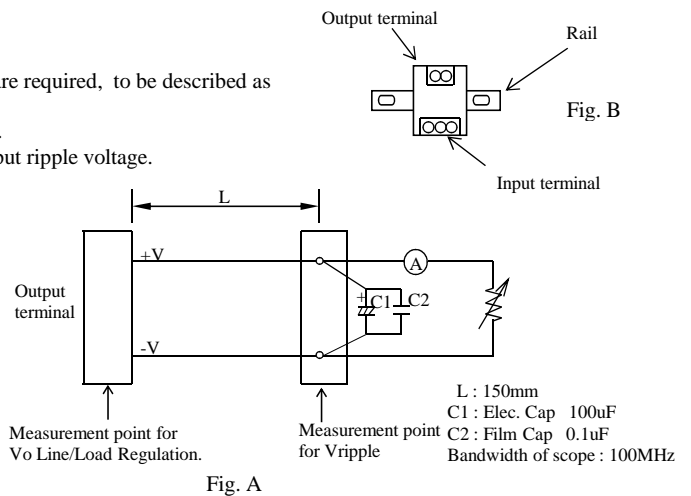 Output terminal
Rail
are required, to be described as
Fig. B
put ripple voltage.
Input terminal
L
+V
A
Output
terminal
+
C1
C2
-V
L : 150mm
C1 : Elec. Cap 100uF
C2 : Film Cap 0.1uF
Bandwidth of scope : 100MHz
Measurement point for
Vo Line/Load Regulation.
Measurement point
for Vripple
Fig. A